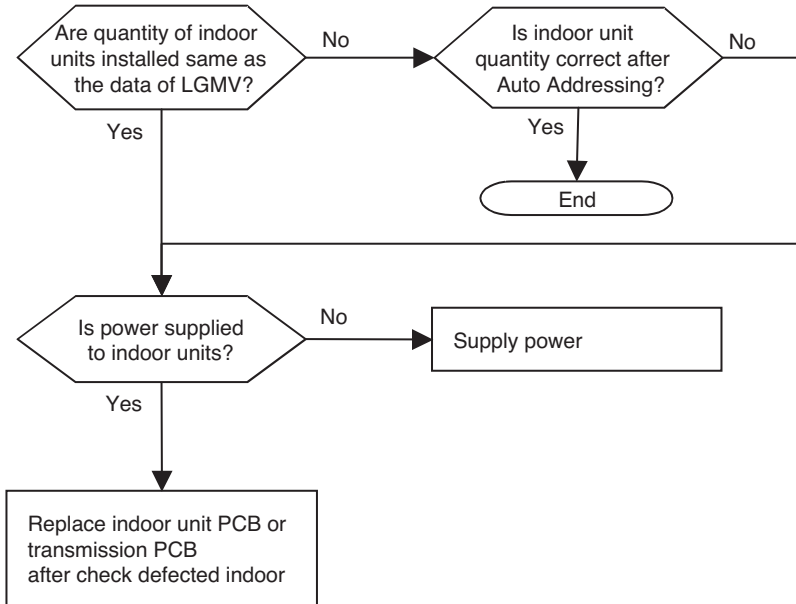 Are quantity of indoor
units installed same as
the data of LGMV?
No
Is indoor unit
quantity correct after
Auto Addressing?
No
Yes
Yes
End
Is power supplied
to indoor units?
No
Supply power
Yes
Replace indoor unit PCB or
transmission PCB
after check defected indoor